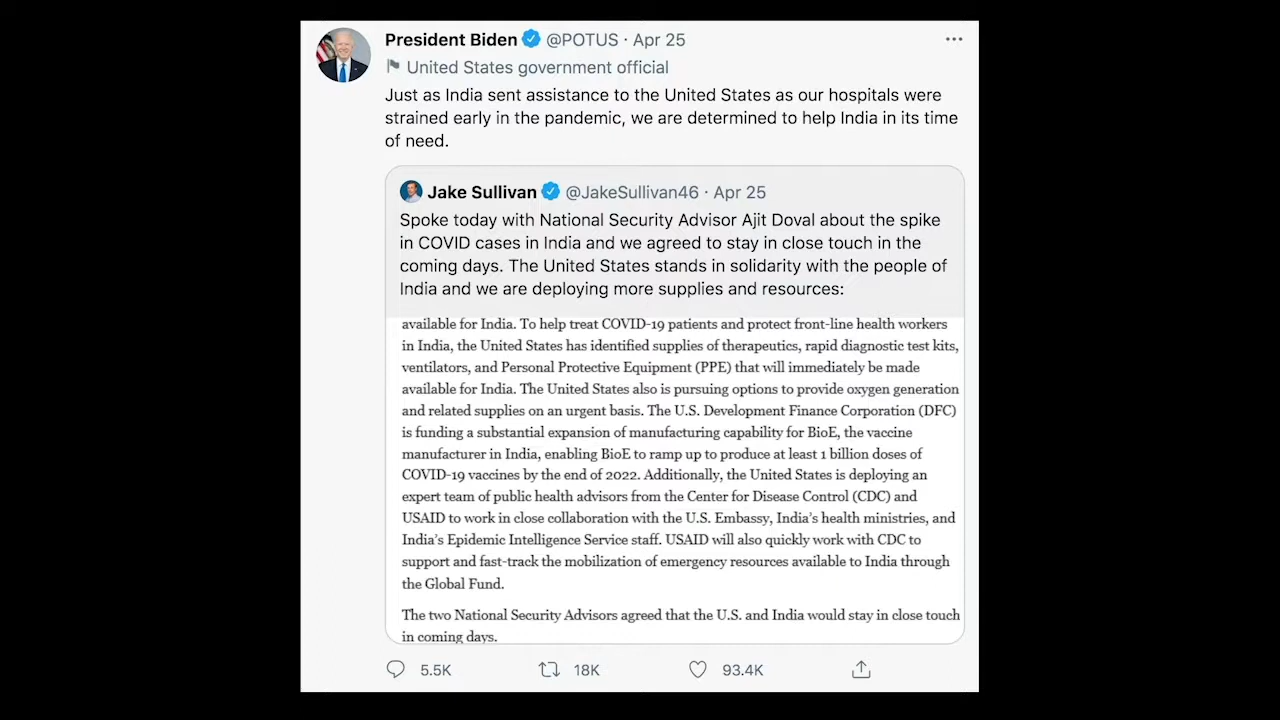 President Biden @POTUS · Apr 25
United States government official
Just as India sent assistance to the United States as our hospitals were
strained early in the pandemic, we are determined to help India in its time
of need.
Jake Sullivan @JakeSullivan46 · Apr 25
Spoke today with National Security Advisor Ajit Doval about the spike
in COVID cases in India and we agreed to stay in close touch in the
coming days. The United States stands in solidarity with the people of
India and we are deploying more supplies and resources:
available for India. To help treat COVID-19 patients and protect front-line health workers
in India, the United States has identified supplies of therapeutics, rapid diagnostic test kits,
ventilators, and Personal Protective Equipment (PPE) that will immediately be made
available for India. The United States also is pursuing options to provide oxygen generation
and related supplies on an urgent basis. The U.S. Development Finance Corporation (DFC)
is funding a substantial expansion of manufacturing capability for BioE, the vaccine
manufacturer in India, enabling BioE to ramp up to produce at least 1 billion doses of
COVID-19 vaccines by the end of 2022. Additionally, the United States is deploying an
expert team of public health advisors from the Center for Disease Control (CDC) and
USAID to work in close collaboration with the U.S. Embassy, India's health ministries, and
India's Epidemic Intelligence Service staff. USAID will also quickly work with CDC to
support and fast-track the mobilization of emergency resources available to India through
the Global Fund.
The two National Security Advisors agreed that the U.S. and India would stay in close touch
in coming days.
5.5K 18K 93.4K